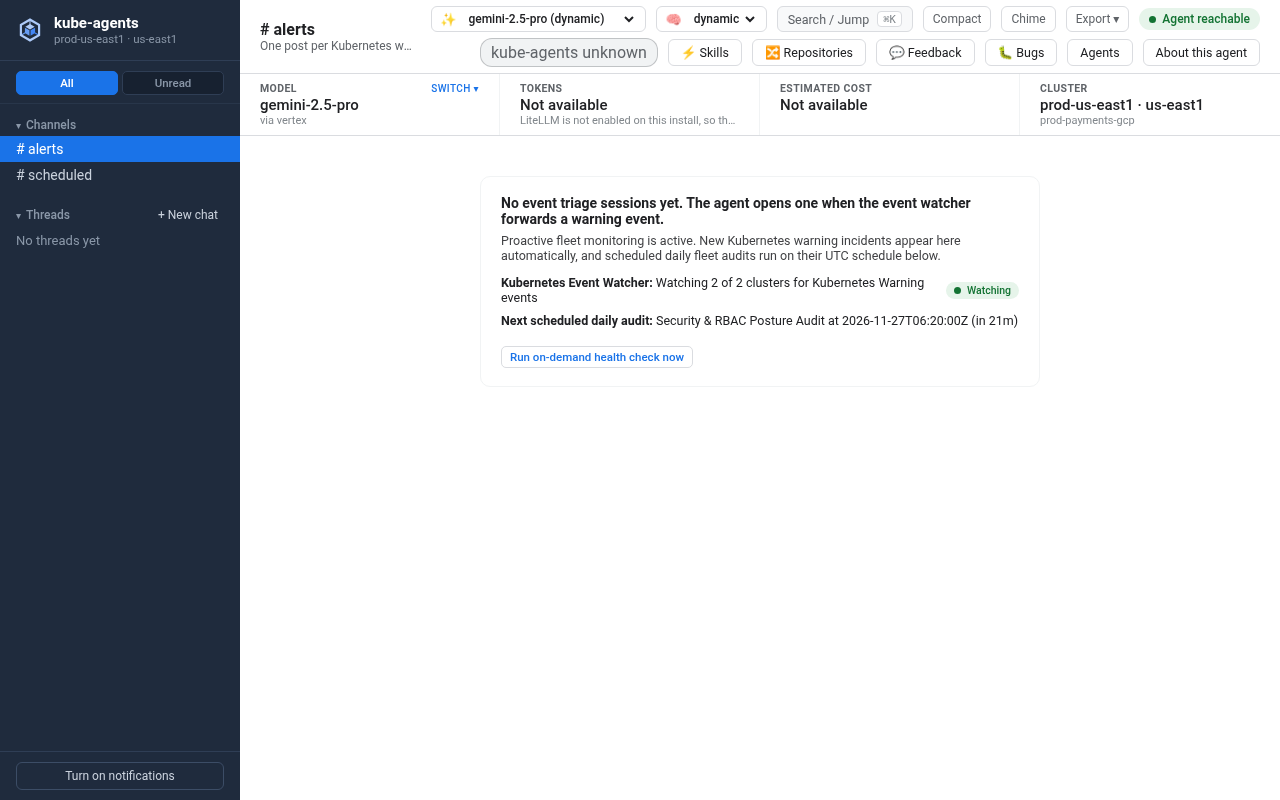 kube-agents
prod-us-east1 · us-east1
All
Unread
▾ Channels
# alerts
# scheduled
▾ Threads
+ New chat
No threads yet
Turn on notifications
# alerts
One post per Kubernetes w…
✨ gemini-2.5-pro (dynamic)
🧠 dynamic
Search / Jump ⌘K
Compact
Chime
Export ▾
Agent reachable
kube-agents unknown
⚡ Skills
🔀 Repositories
💬 Feedback
🐛 Bugs
Agents
About this agent
MODEL
SWITCH ▾
gemini-2.5-pro
via vertex
TOKENS
Not available
LiteLLM is not enabled on this install, so th…
ESTIMATED COST
Not available
CLUSTER
prod-us-east1 · us-east1
prod-payments-gcp
No event triage sessions yet. The agent opens one when the event watcher
forwards a warning event.
Proactive fleet monitoring is active. New Kubernetes warning incidents appear here
automatically, and scheduled daily fleet audits run on their UTC schedule below.
Kubernetes Event Watcher: Watching 2 of 2 clusters for Kubernetes Warning
events
Watching
Next scheduled daily audit: Security & RBAC Posture Audit at 2026-11-27T06:20:00Z (in 21m)
Run on-demand health check now